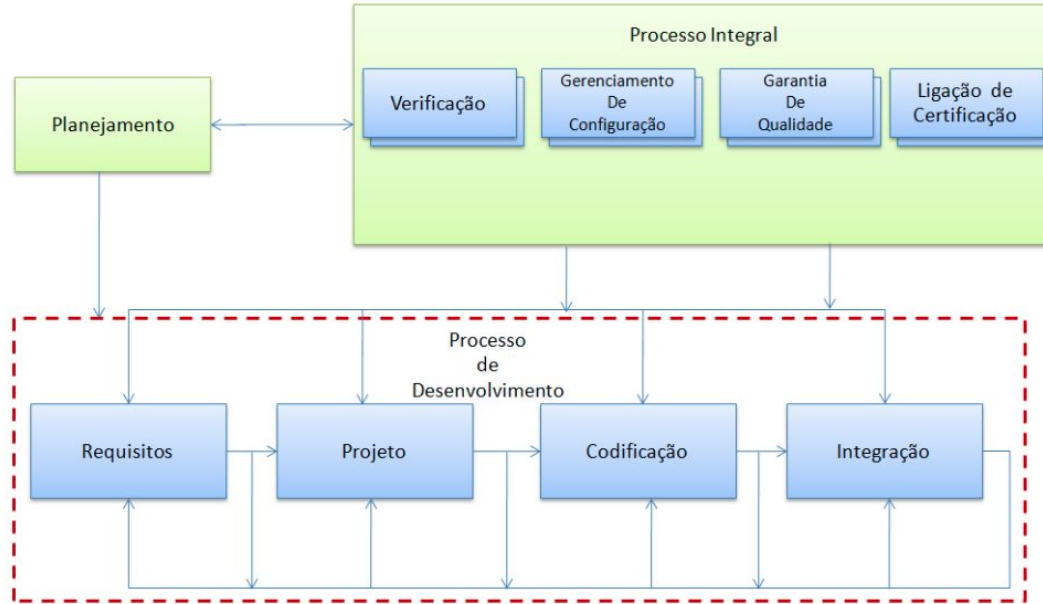 Processo Integral
Planejamento
Verificação
Gerenciamento
De
Configuração
Garantia
De
Qualidade
Ligação de
Certificação
Processo
de
Desenvolvimento
Requisitos
Projeto
Codificação
Integração